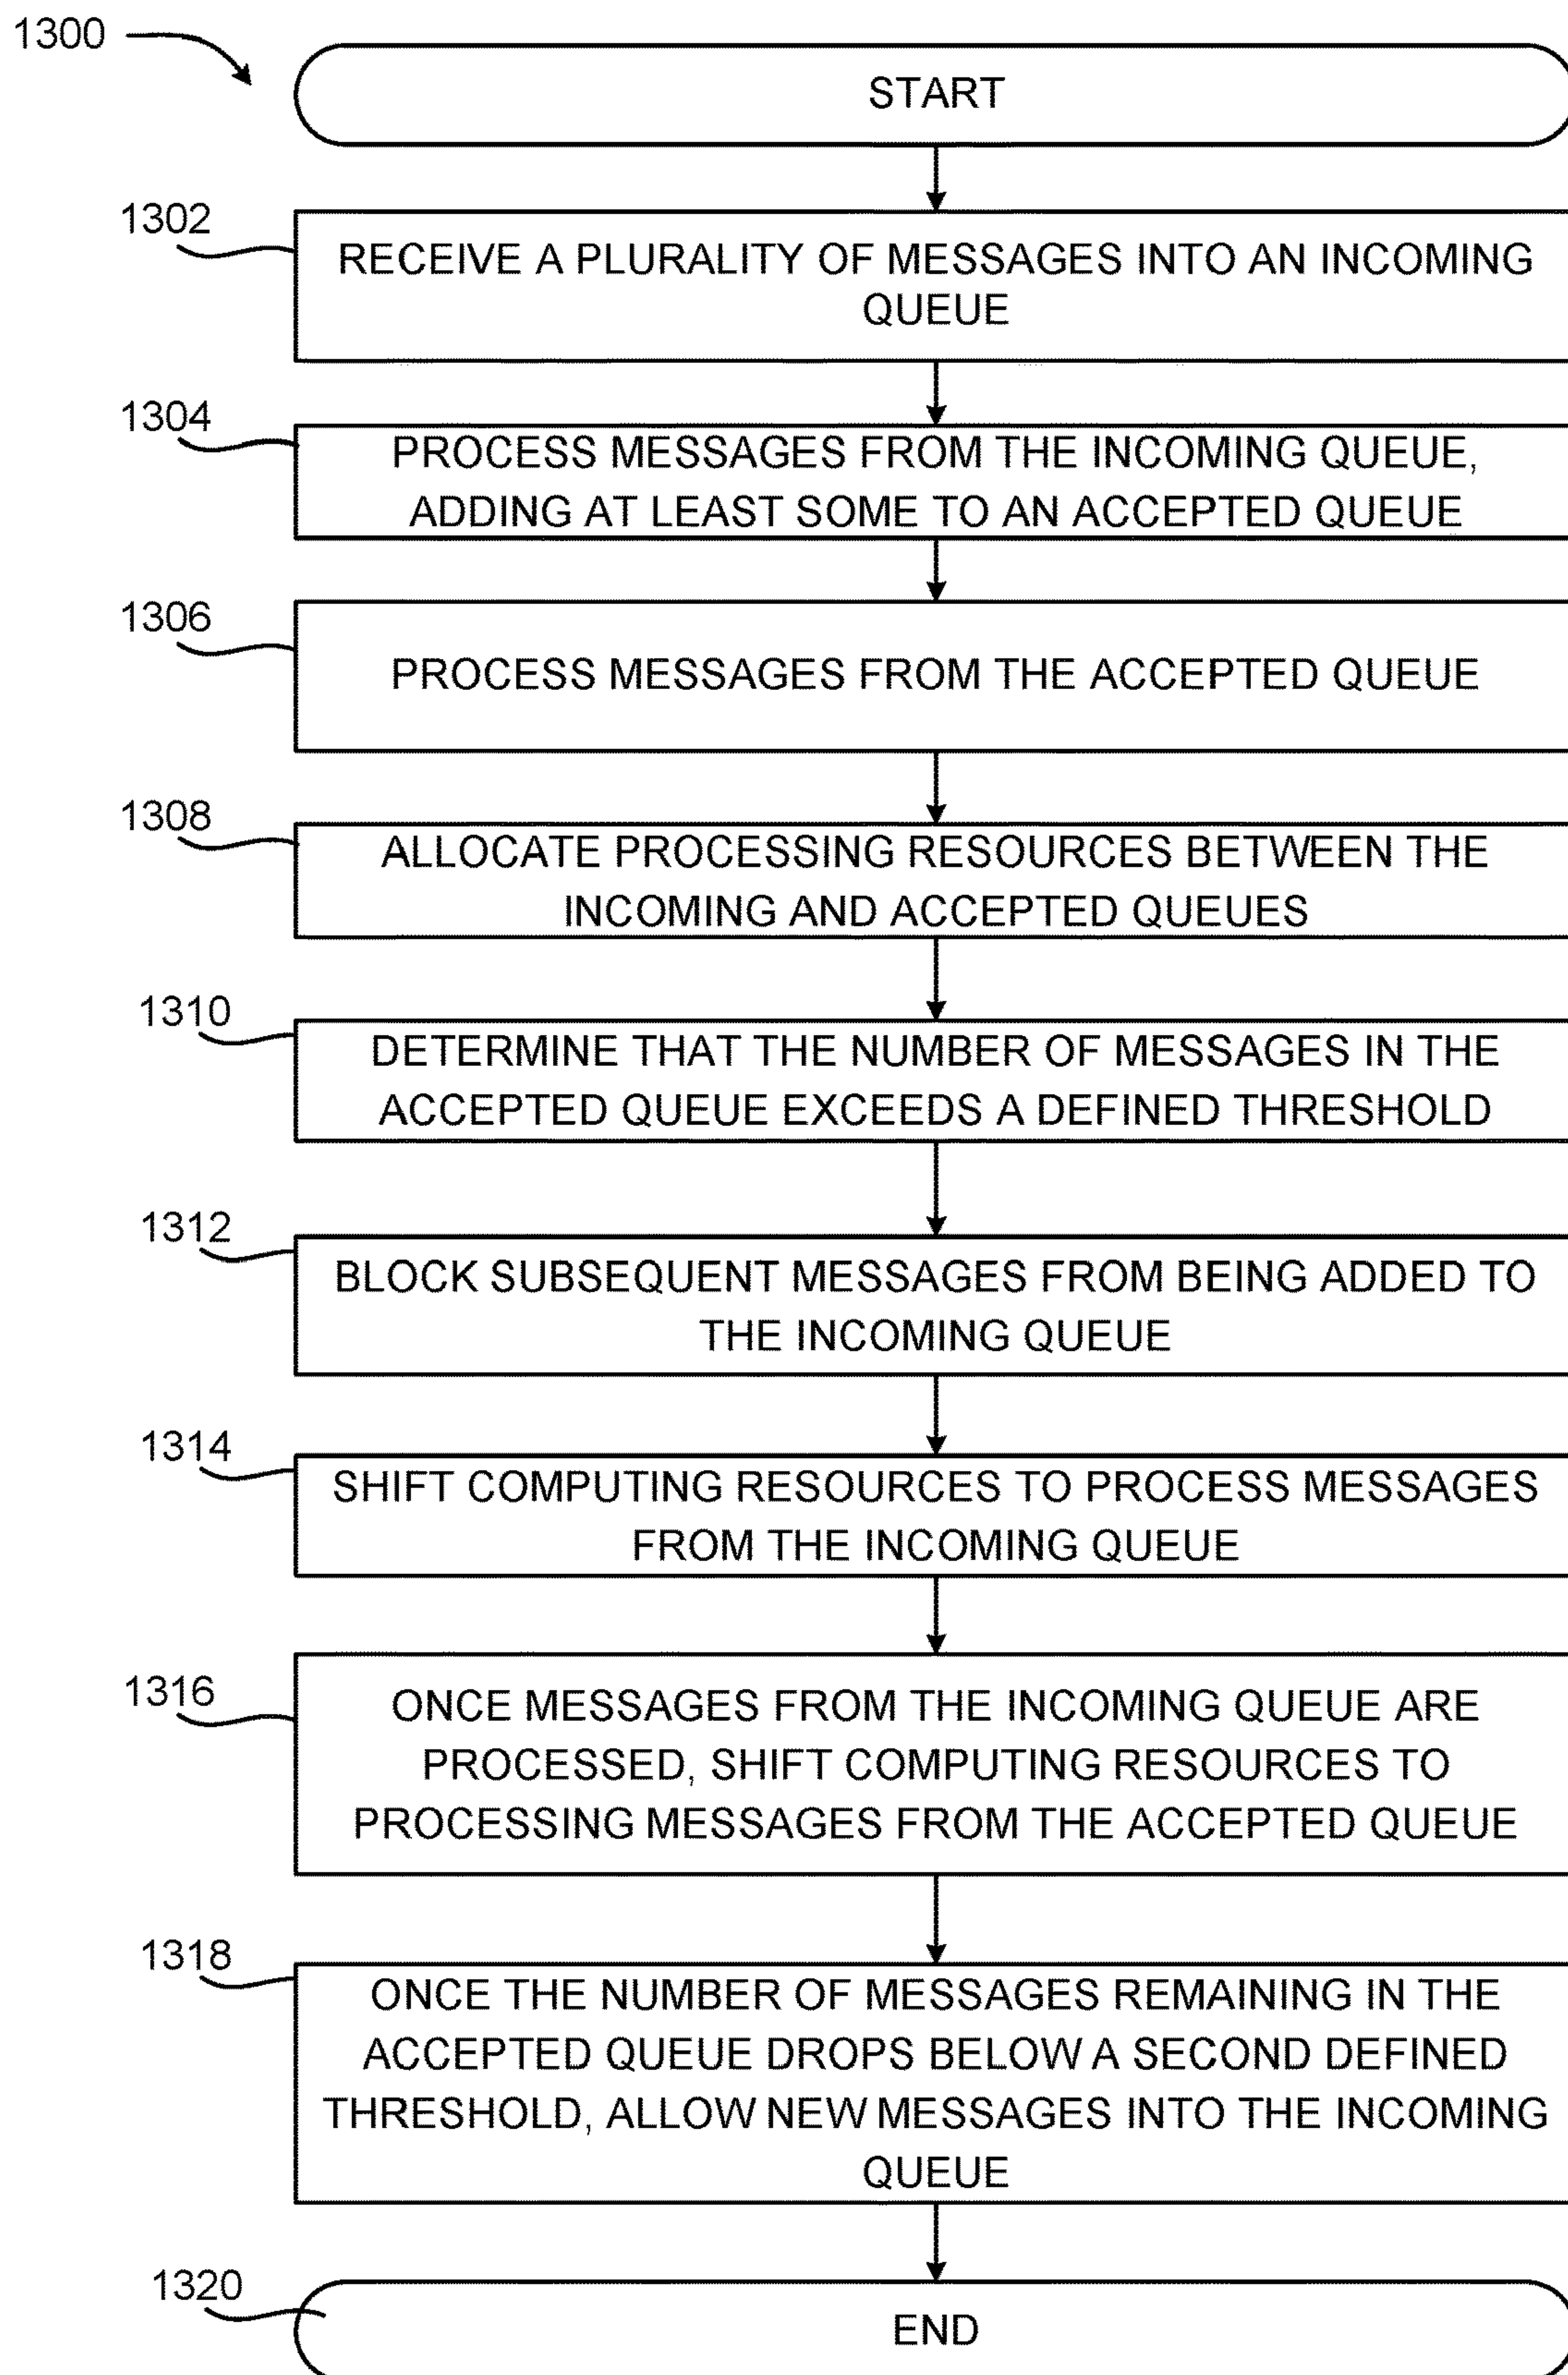 1300
START
1302
RECEIVE A PLURALITY OF MESSAGES INTO AN INCOMING
QUEUE
1304
PROCESS MESSAGES FROM THE INCOMING QUEUE,
ADDING AT LEAST SOME TO AN ACCEPTED QUEUE
1306
PROCESS MESSAGES FROM THE ACCEPTED QUEUE
1308
ALLOCATE PROCESSING RESOURCES BETWEEN THE
INCOMING AND ACCEPTED QUEUES
1310
DETERMINE THAT THE NUMBER OF MESSAGES IN THE
ACCEPTED QUEUE EXCEEDS A DEFINED THRESHOLD
1312
BLOCK SUBSEQUENT MESSAGES FROM BEING ADDED TO
THE INCOMING QUEUE
1314
SHIFT COMPUTING RESOURCES TO PROCESS MESSAGES
FROM THE INCOMING QUEUE
1316
ONCE MESSAGES FROM THE INCOMING QUEUE ARE
PROCESSED, SHIFT COMPUTING RESOURCES TO
PROCESSING MESSAGES FROM THE ACCEPTED QUEUE
1318
ONCE THE NUMBER OF MESSAGES REMAINING IN THE
ACCEPTED QUEUE DROPS BELOW A SECOND DEFINED
THRESHOLD, ALLOW NEW MESSAGES INTO THE INCOMING
QUEUE
1320
END